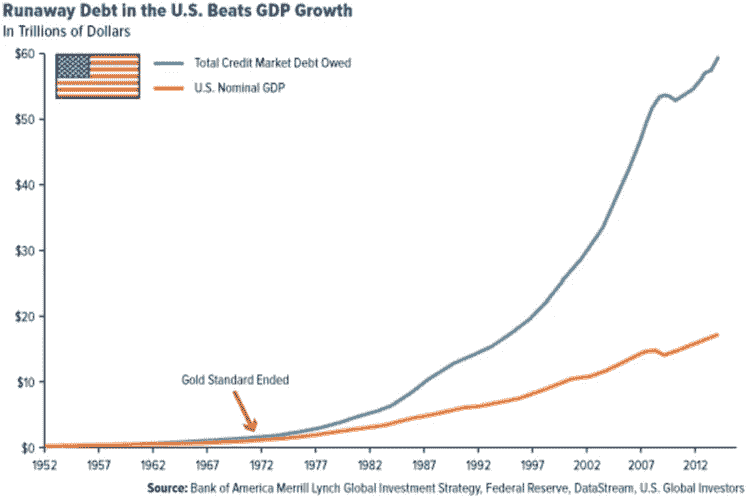 Runaway Debt in the U.S. Beats GDP Growth
In Trillions of Dollars
$60
Total Credit Market Debt Owed
U.S. Nominal GDP
$50
$40
$30
$20
$10
Gold Standard Ended
$0
1952 1957 1962 1967 1972 1977 1982 1987 1992 1997 2002 2007 2012
Source: Bank of America Merrill Lynch Global Investment Strategy, Federal Reserve, DataStream, U.S. Global Investors